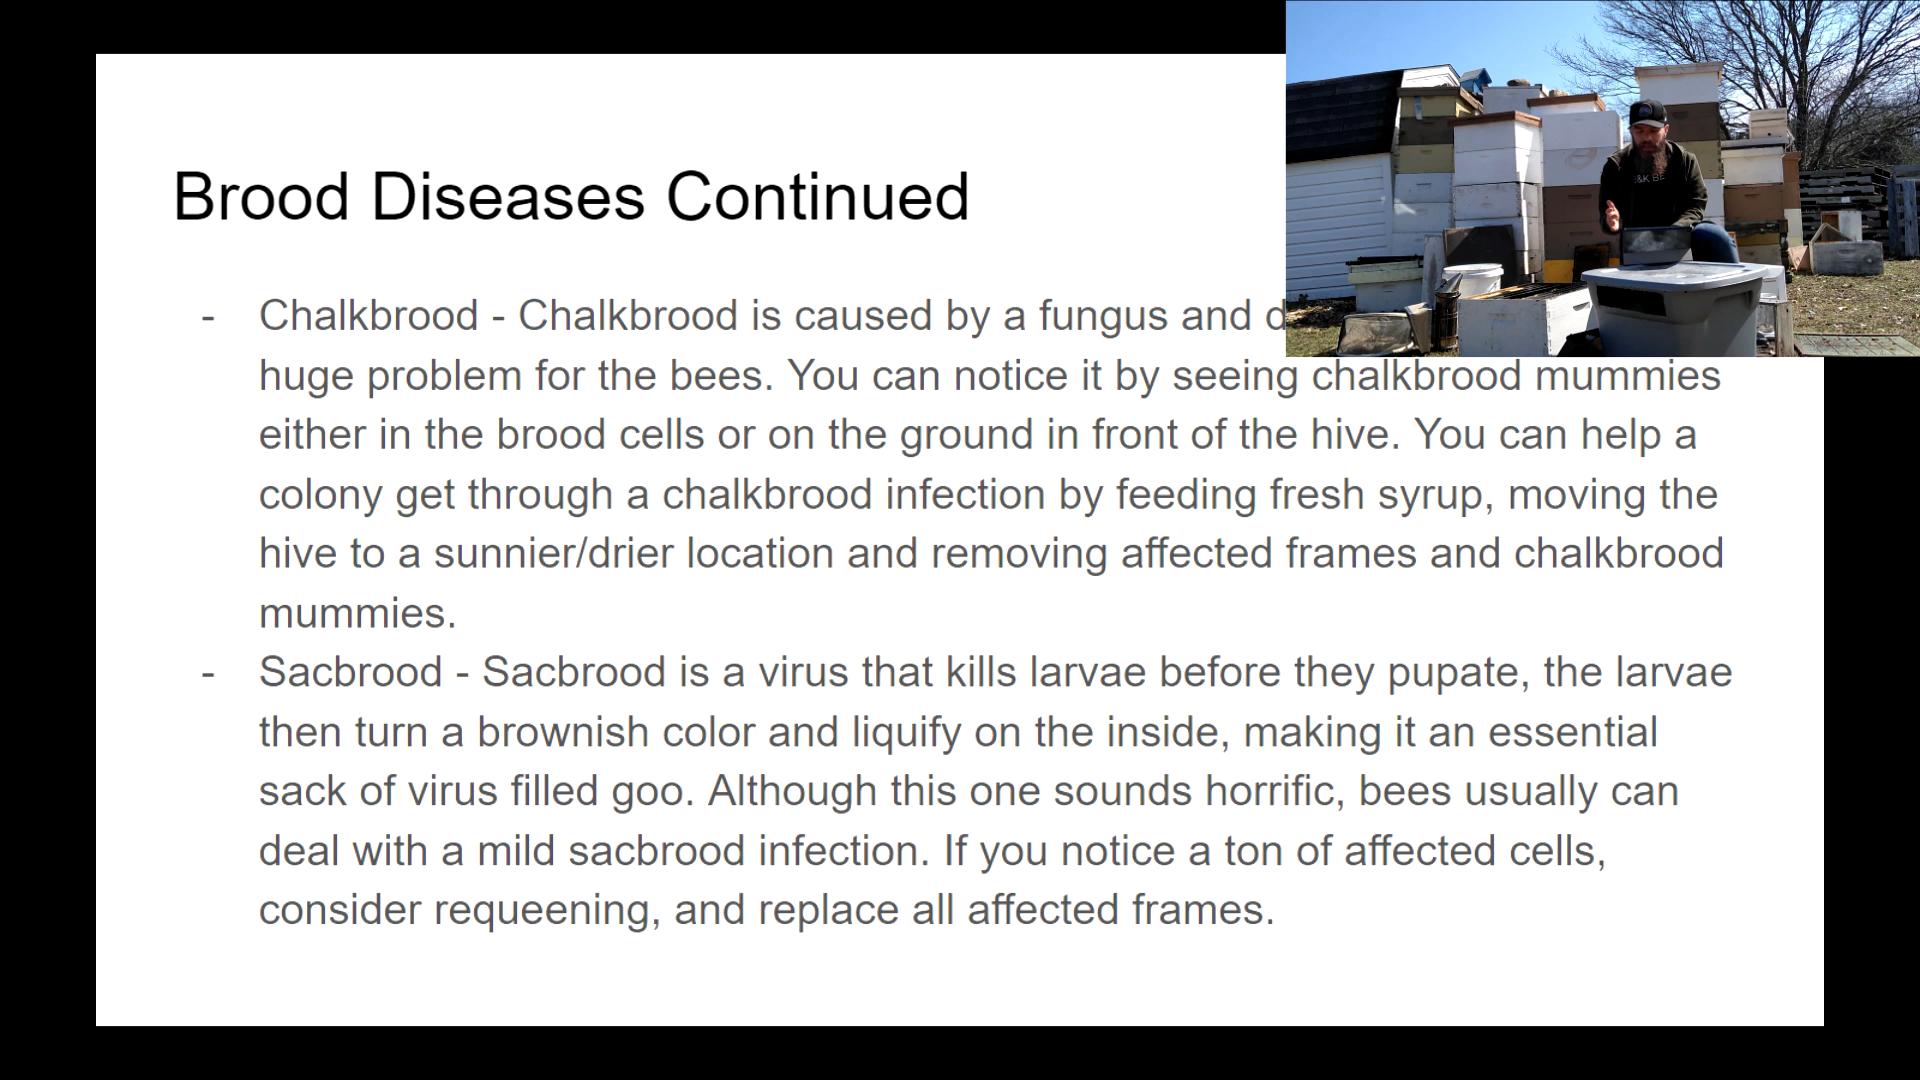 Brood Diseases Continued
- Chalkbrood - Chalkbrood is caused by a fungus and
huge problem for the bees. You can notice it by seeing chalkbrood mummies
either in the brood cells or on the ground in front of the hive. You can help a
colony get through a chalkbrood infection by feeding fresh syrup, moving the
hive to a sunnier/drier location and removing affected frames and chalkbrood
mummies.
- Sacbrood - Sacbrood is a virus that kills larvae before they pupate, the larvae
then turn a brownish color and liquify on the inside, making it an essential
sack of virus filled goo. Although this one sounds horrific, bees usually can
deal with a mild sacbrood infection. If you notice a ton of affected cells,
consider requeening, and replace all affected frames.